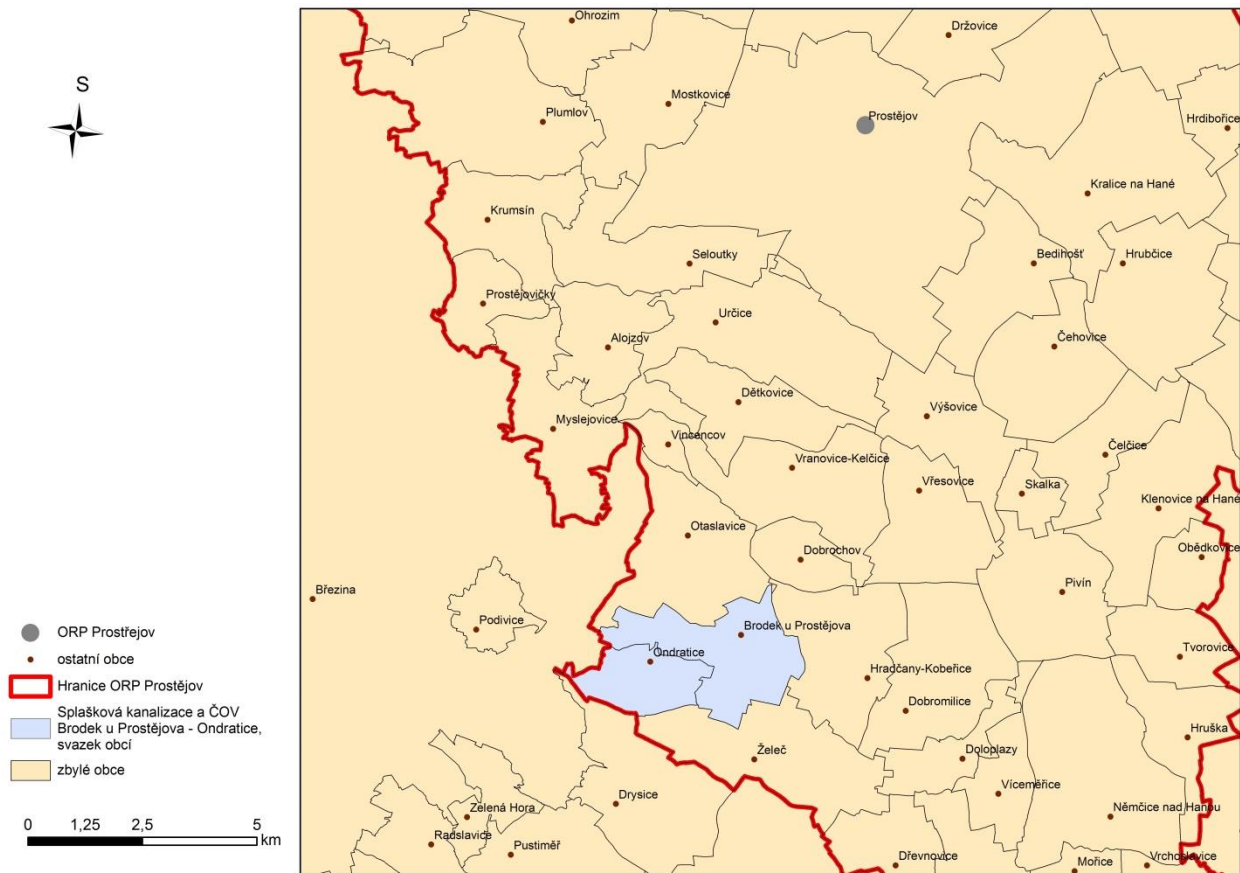 S
ORP Prostřejov
ostatní obce
Hranice ORP Prostějov
Splašková kanalizace a ČOV
Brodek u Prostějova - Ondratice,
svazek obcí
zbylé obce
0 1,25 2,5 5
km
Ohrozim
Držovice
Mostkovice
Plumlov
Prostějov
Hrdibořice
Kralice na Hané
Krumsín
Seloutky
Bedihošť
Hrubčice
Prostějovičky
Určice
Alojzov
Čehovice
Dětkovice
Výšovice
Myslejovice
Vincencov
Čelčice
Vranovice-Kelčice
Vřesovice
Skalka
Klenovice na Hané
Otaslavice
Dobrochov
Obědkovice
Březina
Pivín
Podivice
Brodek u Prostějova
Ondratice
Tvorovice
Hradčany-Kobeřice
Dobromilice
Hruška
Želeč
Doloplazy
Víceměřice
Drysice
Zelená Hora
Němčice nad Hanou
Radslavice
Pustiměř
Dřevnovice
Mořice
Vrchoslavice